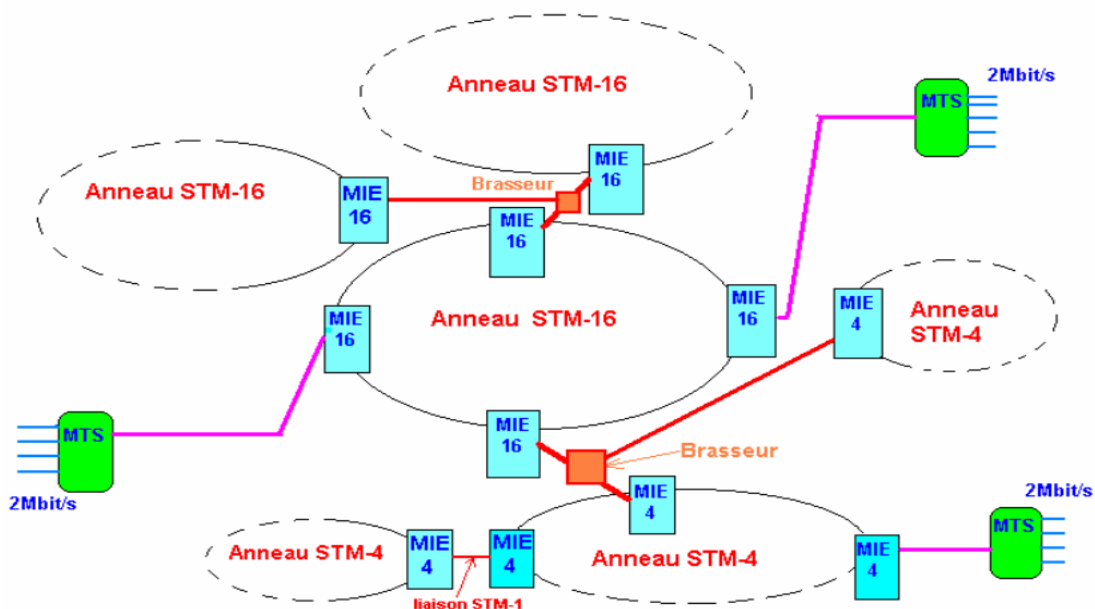 Anneau STM-16
2Mbit/s
MTS
MIE
16
Brasseur
Anneau STM-16
MIE
16
MIE
16
MIE
16
Anneau STM-16
MIE
16
MIE
4
Anneau
STM-4
MTS
2Mbit/s
MIE
16
Brasseur
MIE
4
2Mbit/s
MTS
Anneau STM-4
MIE
4
MIE
4
Anneau STM-4
MIE
4
liaison STM-1